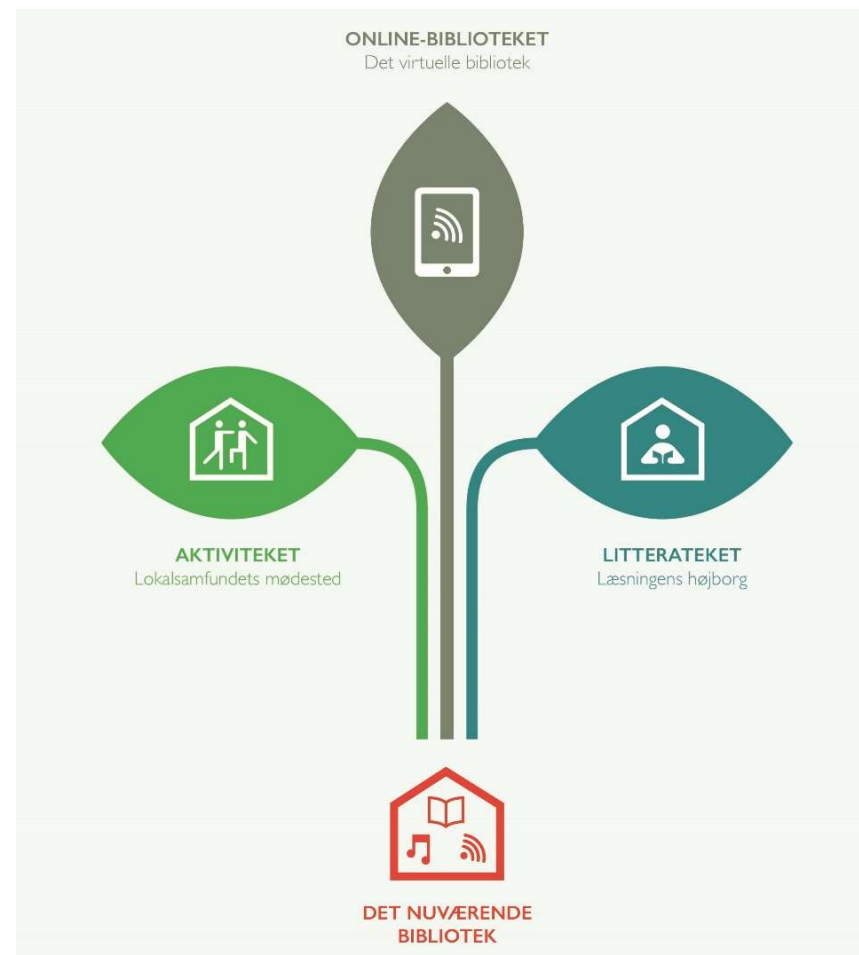 ONLINE-BIBLIOTEKET
Det virtuelle bibliotek
AKTIVITEKET
Lokalsamfundets mødested
LITTERATEKET
Læsningens højborg
DET NUVÆRENDE
BIBLIOTEK